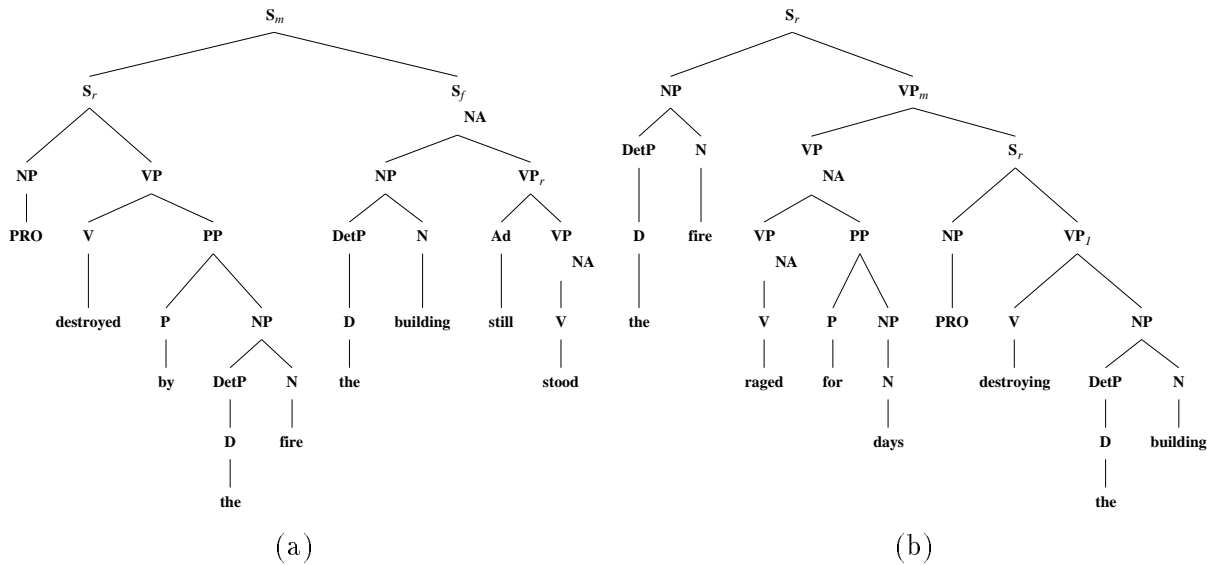 S_m S_r
S_r S_f NP VP_m
NA
DetP N VP S_r
NP VP NP VP_r NA
PRO V PP DetP N Ad VP D fire VP PP NP VP_1
NA NA
destroyed P NP D building still V the V P NP PRO V NP
by DetP N the stood raged for N destroying DetP N
D fire days D building
the the
(a) (b)